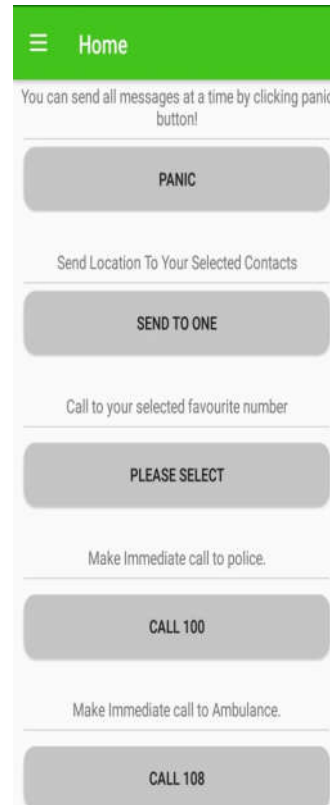 Home
You can send all messages at a time by clicking panic
button!
PANIC
Send Location To Your Selected Contacts
SEND TO ONE
Call to your selected favourite number
PLEASE SELECT
Make Immediate call to police.
CALL 100
Make Immediate call to Ambulance.
CALL 108